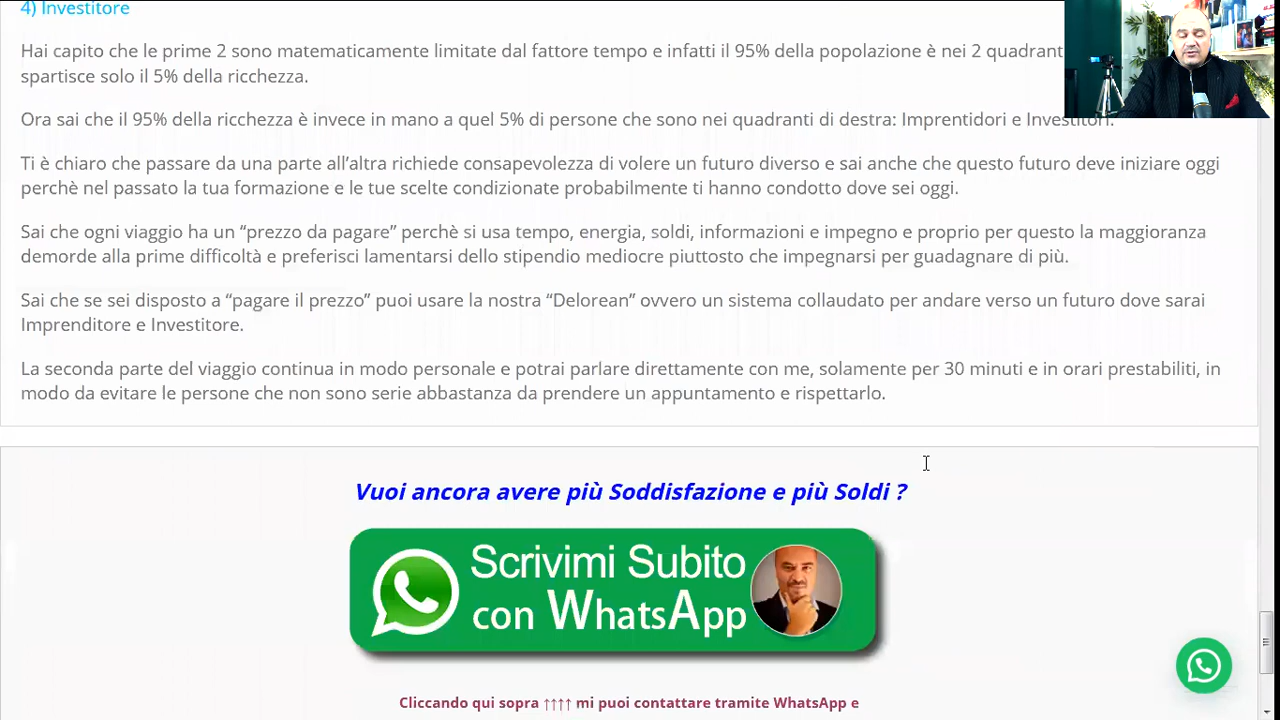 4) Investitore
Hai capito che le prime 2 sono matematicamente limitate dal fattore tempo e infatti il 95% della popolazione è nei 2 quadrant
spartisce solo il 5% della ricchezza.
Ora sai che il 95% della ricchezza è invece in mano a quel 5% di persone che sono nei quadranti di destra: Imprentidori e Investitori.
Ti è chiaro che passare da una parte all’altra richiede consapevolezza di volere un futuro diverso e sai anche che questo futuro deve iniziare oggi
perchè nel passato la tua formazione e le tue scelte condizionate probabilmente ti hanno condotto dove sei oggi.
Sai che ogni viaggio ha un “prezzo da pagare” perchè si usa tempo, energia, soldi, informazioni e impegno e proprio per questo la maggioranza
demorde alla prime difficoltà e preferisci lamentarsi dello stipendio mediocre piuttosto che impegnarsi per guadagnare di più.
Sai che se sei disposto a “pagare il prezzo” puoi usare la nostra “Delorean” ovvero un sistema collaudato per andare verso un futuro dove sarai
Imprenditore e Investitore.
La seconda parte del viaggio continua in modo personale e potrai parlare direttamente con me, solamente per 30 minuti e in orari prestabiliti, in
modo da evitare le persone che non sono serie abbastanza da prendere un appuntamento e rispettarlo.
Vuoi ancora avere più Soddisfazione e più Soldi ?
Scrivimi Subito
con WhatsApp
Cliccando qui sopra ↑↑↑↑ mi puoi contattare tramite WhatsApp e